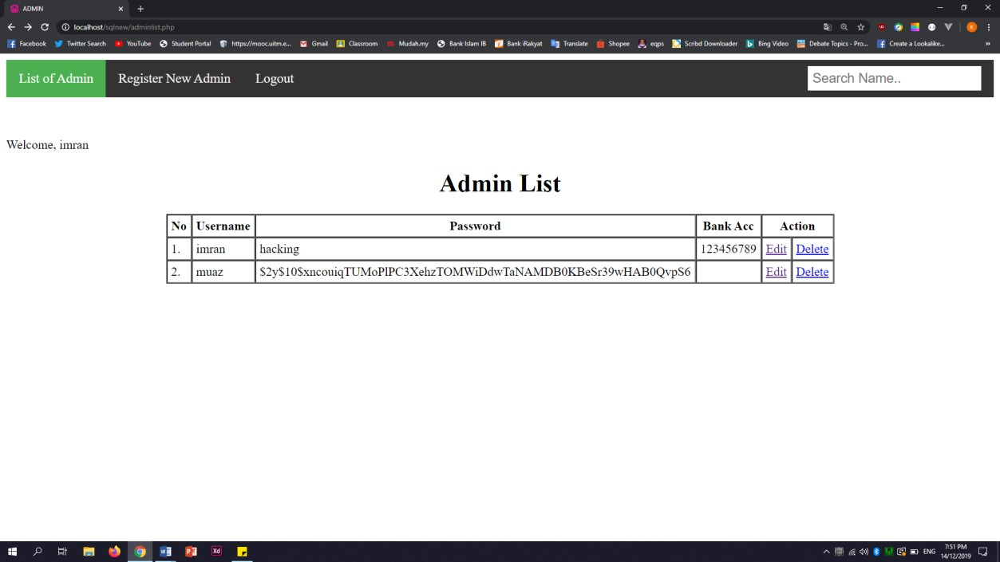 ADMIN
localhost/sqlnew/adminlist.php
Facebook Twitter Search YouTube Student Portal https://mooc.uitm.e... Gmail Classroom Mudah.my Bank Islam IB Bank iRakyat Translate Shopee eqps Scribd Downloader Bing Video Debate Topics - Pro... Create a Lookalike... »
List of Admin Register New Admin Logout Search Name..
Welcome, imran
Admin List
No Username Password Bank Acc Action
1. imran hacking 123456789 Edit Delete
2. muaz $2y$10$xncouiqTUMoPlPC3XehzTOMWiDdwTaNAMDB0KBeSr39wHAB0QvpS6 Edit Delete
ENG 7:51 PM
14/12/2019